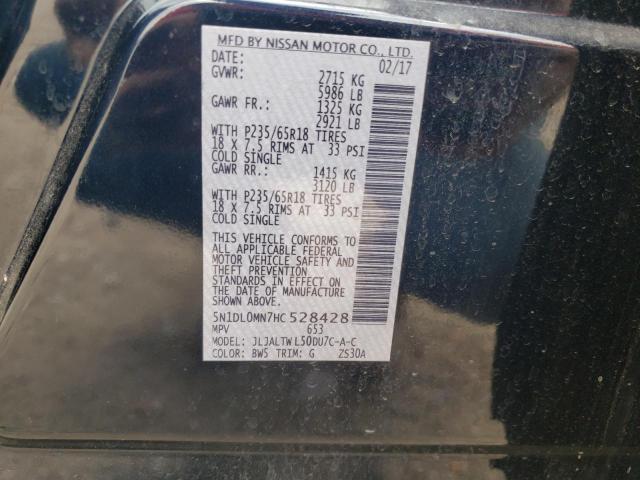 MFD BY NISSAN MOTOR CO., LTD.
DATE: 02/17
GVWR: 2715 KG
5986 LB
GAWR FR.: 1325 KG
2921 LB
WITH P235/65R18 TIRES
18 X 7.5 RIMS AT 33 PSI
COLD SINGLE
GAWR RR.: 1415 KG
3120 LB
WITH P235/65R18 TIRES
18 X 7.5 RIMS AT 33 PSI
COLD SINGLE
THIS VEHICLE CONFORMS TO
ALL APPLICABLE FEDERAL
MOTOR VEHICLE SAFETY AND
THEFT PREVENTION
STANDARDS IN EFFECT ON
THE DATE OF MANUFACTURE
SHOWN ABOVE.
5N1DL0MN7HC528428
MPV 653
MODEL: JLJALTWL50DU7C-A-C
COLOR: BW5 TRIM: G ZS30A